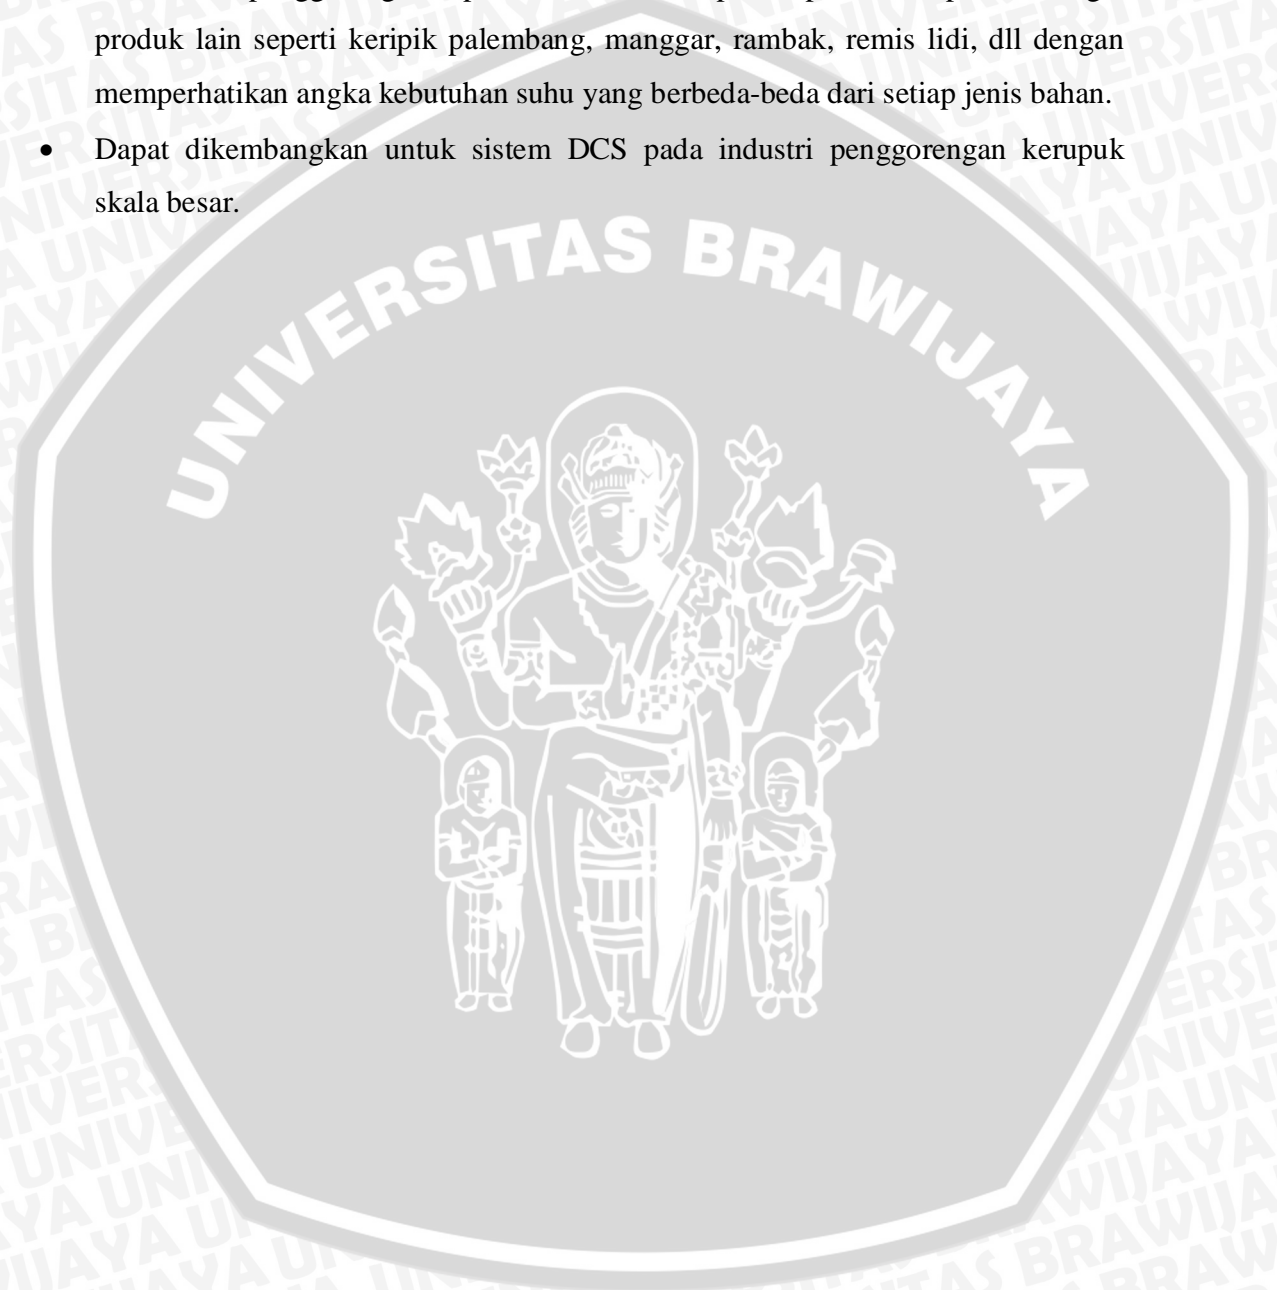 produk lain seperti keripik palembang, manggar, rambak, remis lidi, dll dengan
memperhatikan angka kebutuhan suhu yang berbeda-beda dari setiap jenis bahan.
• Dapat dikembangkan untuk sistem DCS pada industri penggorengan kerupuk
skala besar.
UNIVERSITAS BRAWIJAYA